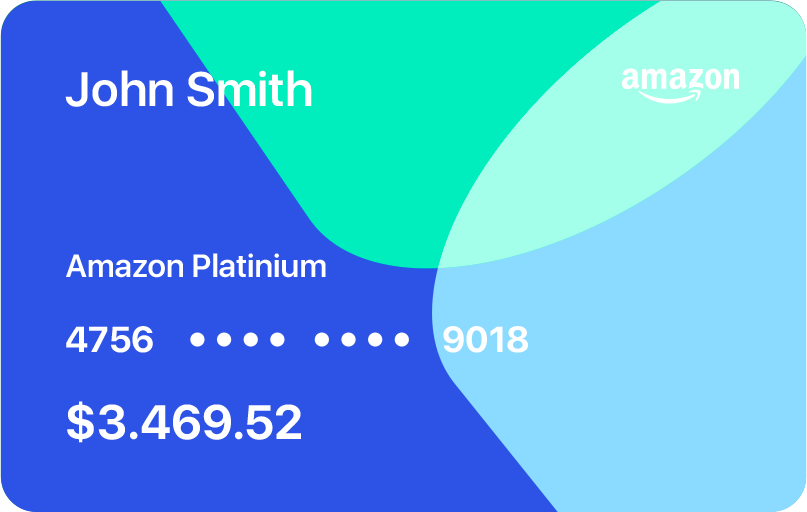 John Smith
amazon
Amazon Platinium
4756 •••• •••• 9018
$3.469.52